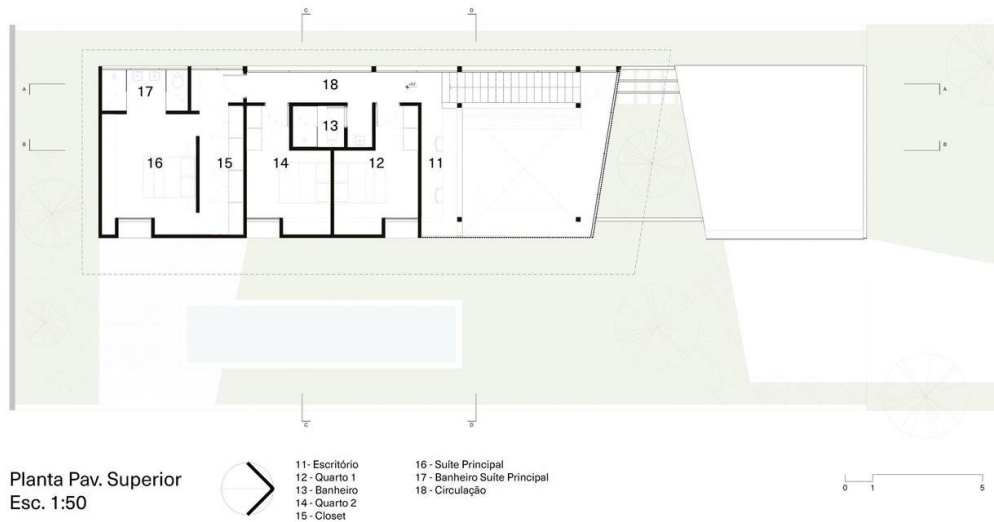 C
D
A
A
B
B
18
17
13
16
15
14
12
11
C
D
Planta Pav. Superior
Esc. 1:50
11- Escritório
12 - Quarto 1
13 - Banheiro
14 - Quarto 2
15 - Closet
16 - Suíte Principal
17 - Banheiro Suíte Principal
18 - Circulação
0 1 5